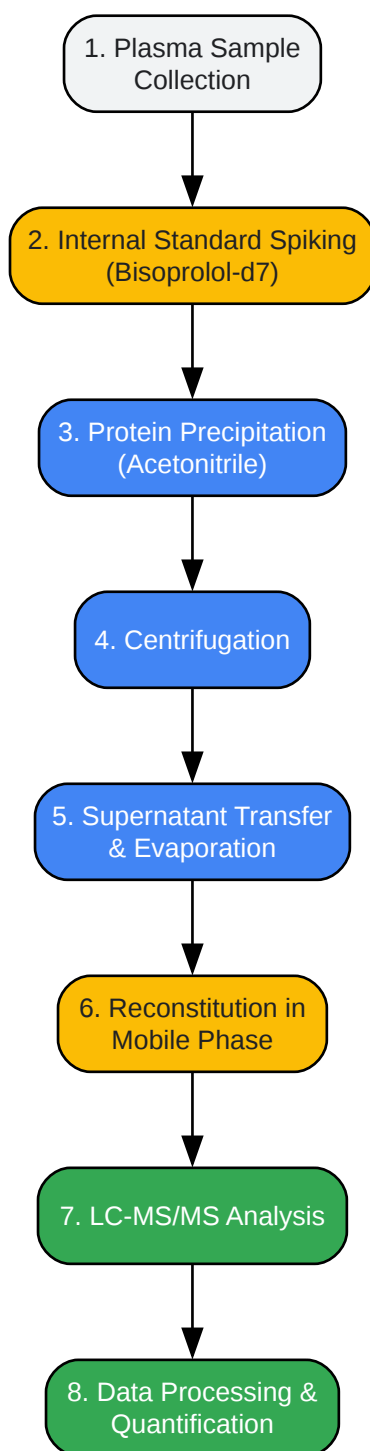 1. Plasma Sample
Collection
2. Internal Standard Spiking
(Bisoprolol-d7)
3. Protein Precipitation
(Acetonitrile)
4. Centrifugation
5. Supernatant Transfer
& Evaporation
6. Reconstitution in
Mobile Phase
7. LC-MS/MS Analysis
8. Data Processing &
Quantification